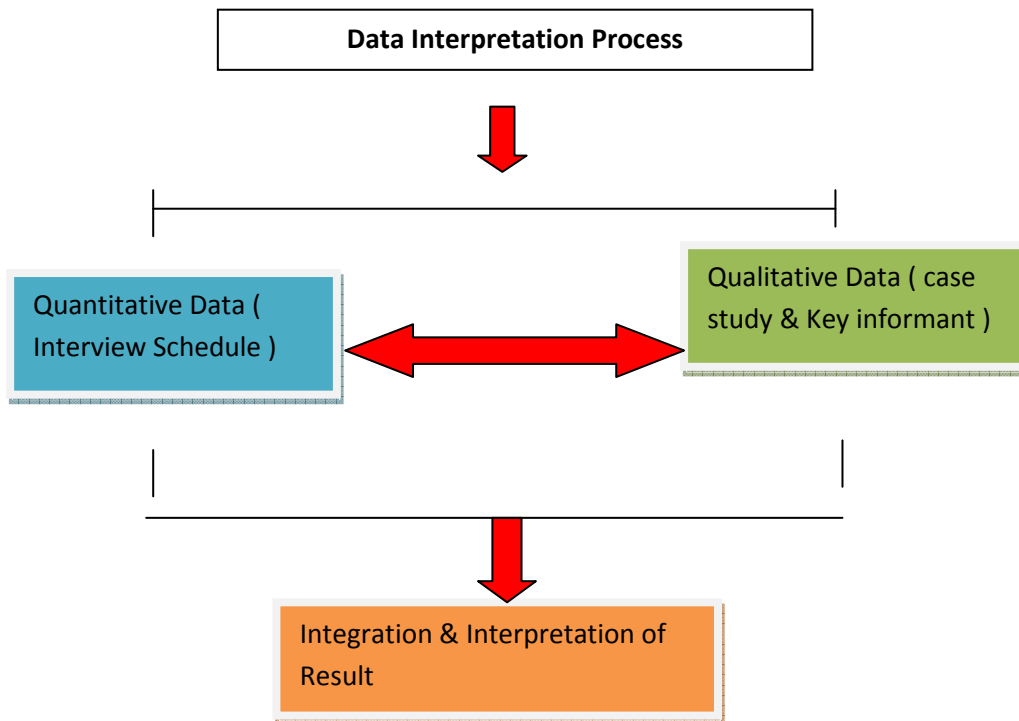 Data Interpretation Process
Quantitative Data (
Interview Schedule )
Qualitative Data ( case
study & Key informant )
Integration & Interpretation of
Result